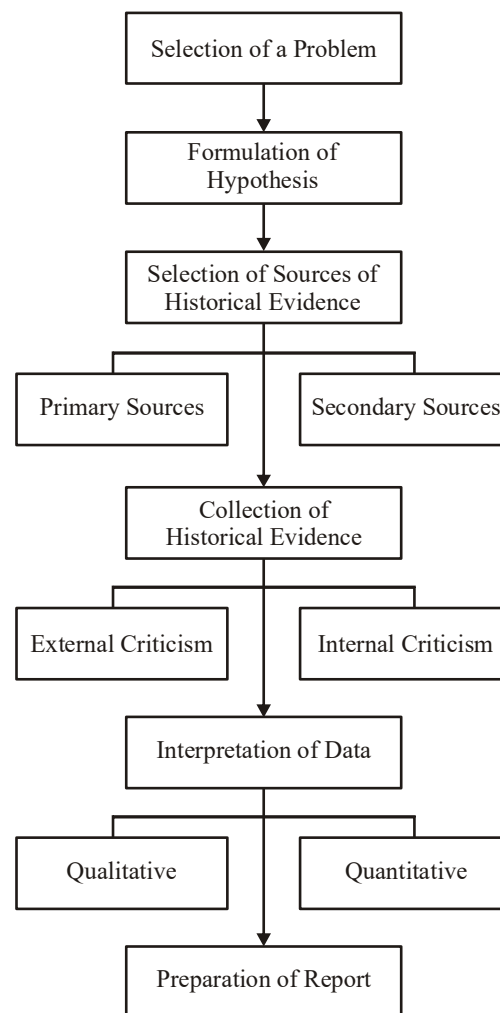 Selection of a Problem
Formulation of
Hypothesis
Selection of Sources of
Historical Evidence
Primary Sources
Secondary Sources
Collection of
Historical Evidence
External Criticism
Internal Criticism
Interpretation of Data
Qualitative
Quantitative
Preparation of Report